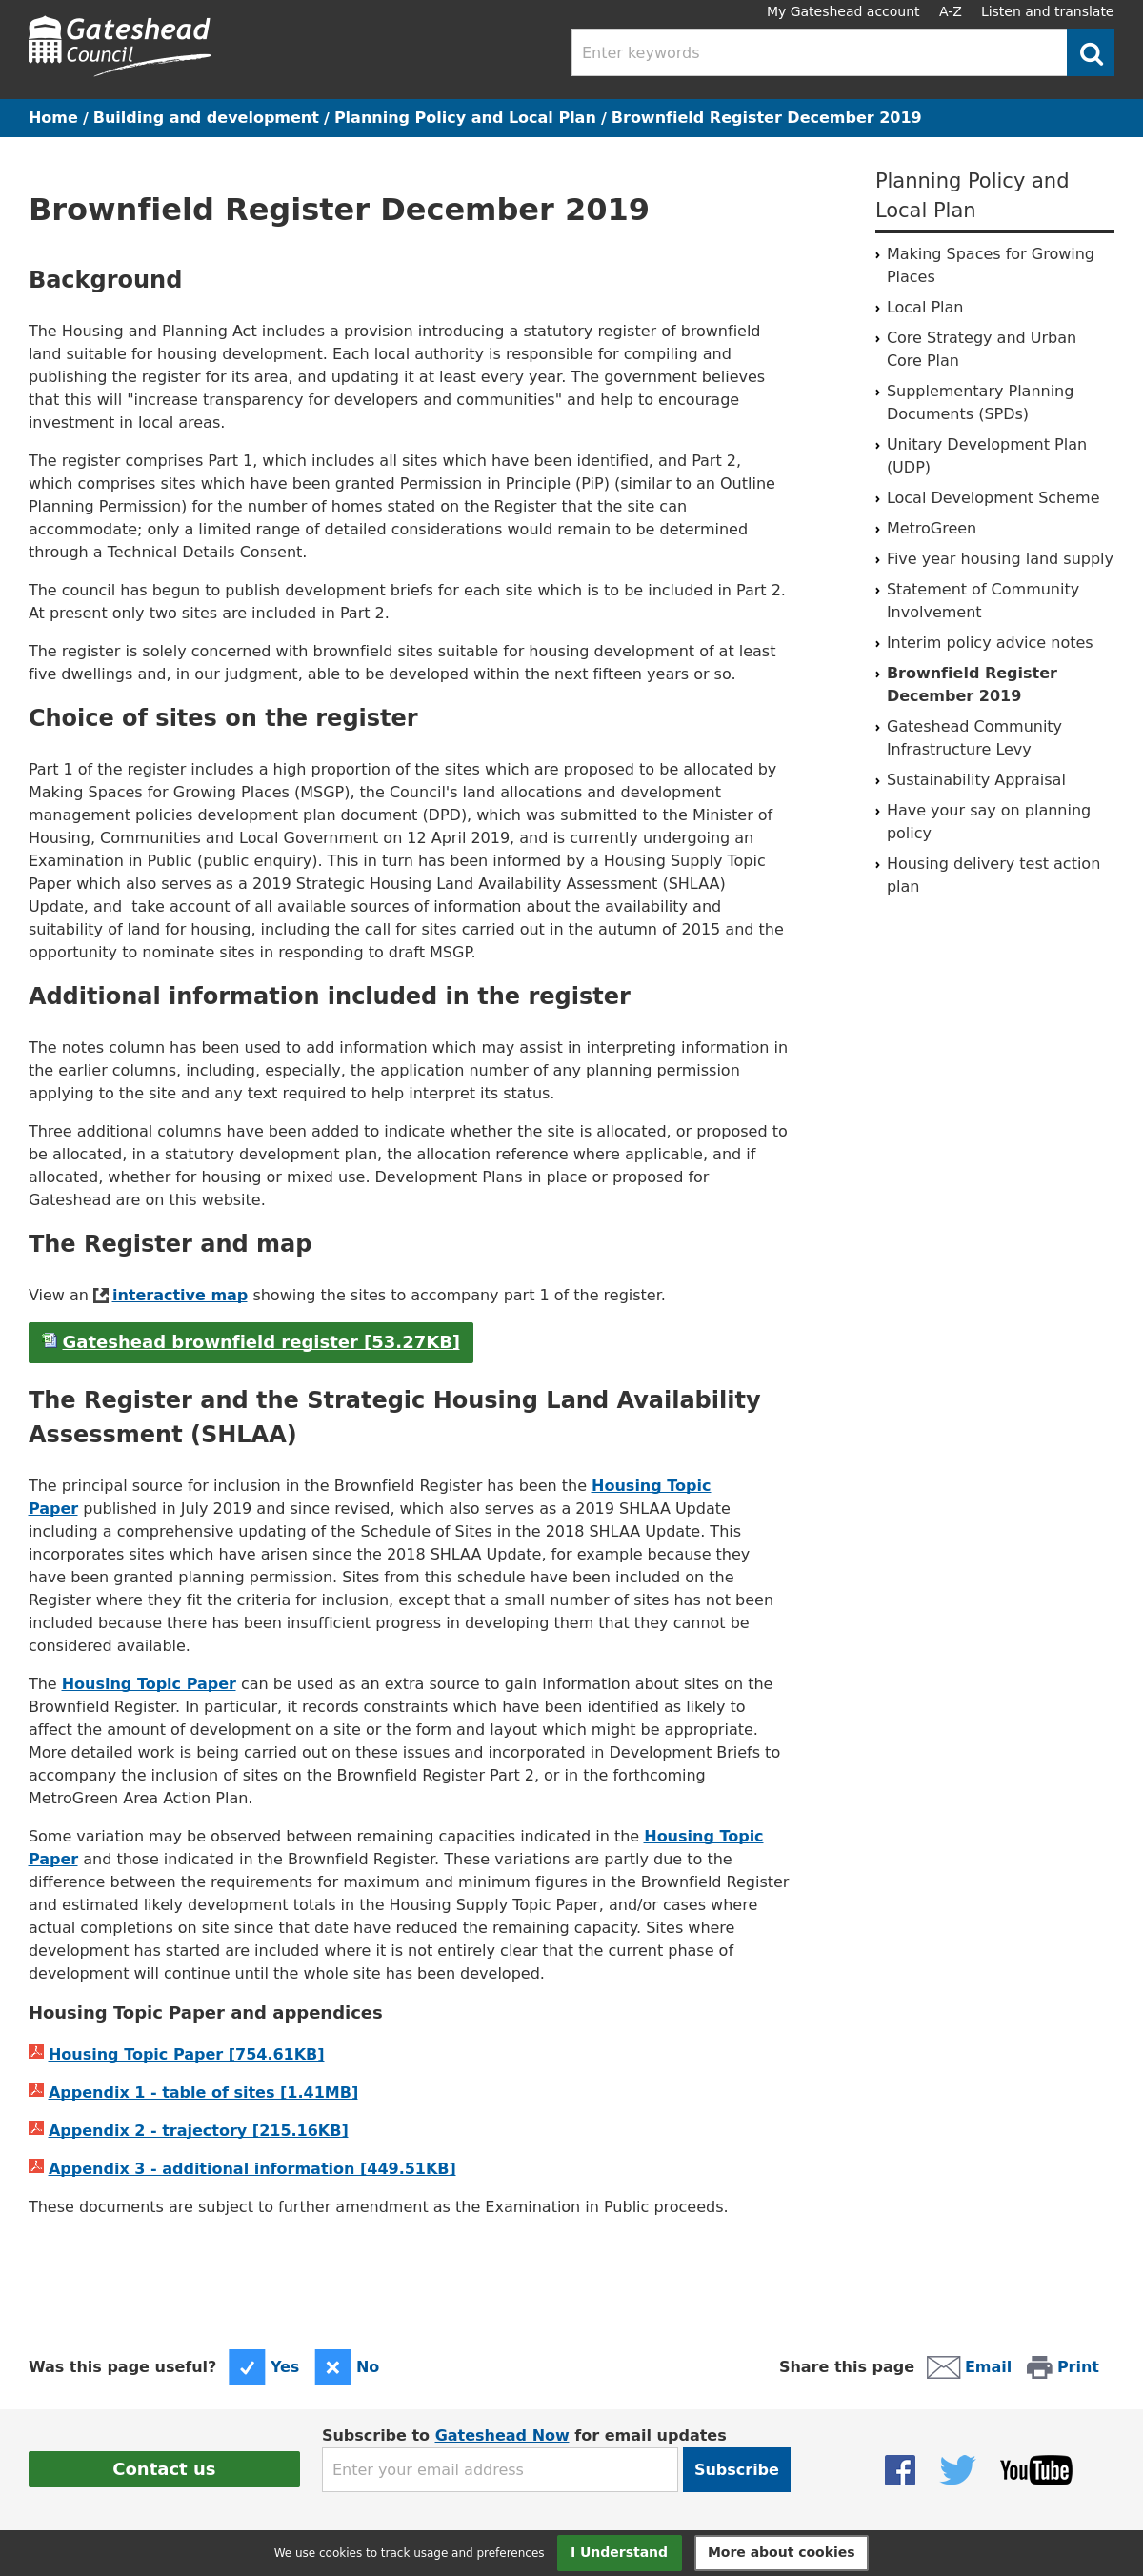 Gateshead
Council
My Gateshead account A-Z Listen and translate
Enter keywords
Home / Building and development / Planning Policy and Local Plan / Brownfield Register December 2019
Brownfield Register December 2019
Background
The Housing and Planning Act includes a provision introducing a statutory register of brownfield
land suitable for housing development. Each local authority is responsible for compiling and
publishing the register for its area, and updating it at least every year. The government believes
that this will "increase transparency for developers and communities" and help to encourage
investment in local areas.
The register comprises Part 1, which includes all sites which have been identified, and Part 2,
which comprises sites which have been granted Permission in Principle (PiP) (similar to an Outline
Planning Permission) for the number of homes stated on the Register that the site can
accommodate; only a limited range of detailed considerations would remain to be determined
through a Technical Details Consent.
The council has begun to publish development briefs for each site which is to be included in Part 2.
At present only two sites are included in Part 2.
The register is solely concerned with brownfield sites suitable for housing development of at least
five dwellings and, in our judgment, able to be developed within the next fifteen years or so.
Choice of sites on the register
Part 1 of the register includes a high proportion of the sites which are proposed to be allocated by
Making Spaces for Growing Places (MSGP), the Council's land allocations and development
management policies development plan document (DPD), which was submitted to the Minister of
Housing, Communities and Local Government on 12 April 2019, and is currently undergoing an
Examination in Public (public enquiry). This in turn has been informed by a Housing Supply Topic
Paper which also serves as a 2019 Strategic Housing Land Availability Assessment (SHLAA)
Update, and  take account of all available sources of information about the availability and
suitability of land for housing, including the call for sites carried out in the autumn of 2015 and the
opportunity to nominate sites in responding to draft MSGP.
Additional information included in the register
The notes column has been used to add information which may assist in interpreting information in
the earlier columns, including, especially, the application number of any planning permission
applying to the site and any text required to help interpret its status.
Three additional columns have been added to indicate whether the site is allocated, or proposed to
be allocated, in a statutory development plan, the allocation reference where applicable, and if
allocated, whether for housing or mixed use. Development Plans in place or proposed for
Gateshead are on this website.
The Register and map
View an interactive map showing the sites to accompany part 1 of the register.
Gateshead brownfield register [53.27KB]
The Register and the Strategic Housing Land Availability
Assessment (SHLAA)
The principal source for inclusion in the Brownfield Register has been the Housing Topic
Paper published in July 2019 and since revised, which also serves as a 2019 SHLAA Update
including a comprehensive updating of the Schedule of Sites in the 2018 SHLAA Update. This
incorporates sites which have arisen since the 2018 SHLAA Update, for example because they
have been granted planning permission. Sites from this schedule have been included on the
Register where they fit the criteria for inclusion, except that a small number of sites has not been
included because there has been insufficient progress in developing them that they cannot be
considered available.
The Housing Topic Paper can be used as an extra source to gain information about sites on the
Brownfield Register. In particular, it records constraints which have been identified as likely to
affect the amount of development on a site or the form and layout which might be appropriate.
More detailed work is being carried out on these issues and incorporated in Development Briefs to
accompany the inclusion of sites on the Brownfield Register Part 2, or in the forthcoming
MetroGreen Area Action Plan.
Some variation may be observed between remaining capacities indicated in the Housing Topic
Paper and those indicated in the Brownfield Register. These variations are partly due to the
difference between the requirements for maximum and minimum figures in the Brownfield Register
and estimated likely development totals in the Housing Supply Topic Paper, and/or cases where
actual completions on site since that date have reduced the remaining capacity. Sites where
development has started are included where it is not entirely clear that the current phase of
development will continue until the whole site has been developed.
Housing Topic Paper and appendices
Housing Topic Paper [754.61KB]
Appendix 1 - table of sites [1.41MB]
Appendix 2 - trajectory [215.16KB]
Appendix 3 - additional information [449.51KB]
These documents are subject to further amendment as the Examination in Public proceeds.
Planning Policy and
Local Plan
› Making Spaces for Growing
Places
› Local Plan
› Core Strategy and Urban
Core Plan
› Supplementary Planning
Documents (SPDs)
› Unitary Development Plan
(UDP)
› Local Development Scheme
› MetroGreen
› Five year housing land supply
› Statement of Community
Involvement
› Interim policy advice notes
› Brownfield Register
December 2019
› Gateshead Community
Infrastructure Levy
› Sustainability Appraisal
› Have your say on planning
policy
› Housing delivery test action
plan
Was this page useful? Yes No
Share this page Email Print
Contact us
Subscribe to Gateshead Now for email updates
Enter your email address
Subscribe
You Tube
We use cookies to track usage and preferences I Understand More about cookies